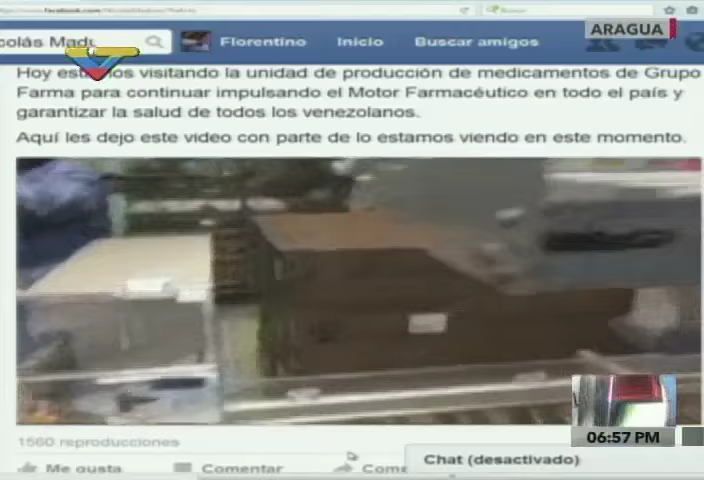 ARAGUA
Florentino Inicio Buscar amigos
Hoy visitando la unidad de producción de medicamentos de Grupo
Farma para continuar impulsando el Motor Farmacéutico en todo el país y
garantizar la salud de todos los venezolanos.
Aquí les dejo este video con parte de lo estamos viendo en este momento.
1560 reproducciones
06:57 PM
Me gusta Comentar
Chat (desactivado)